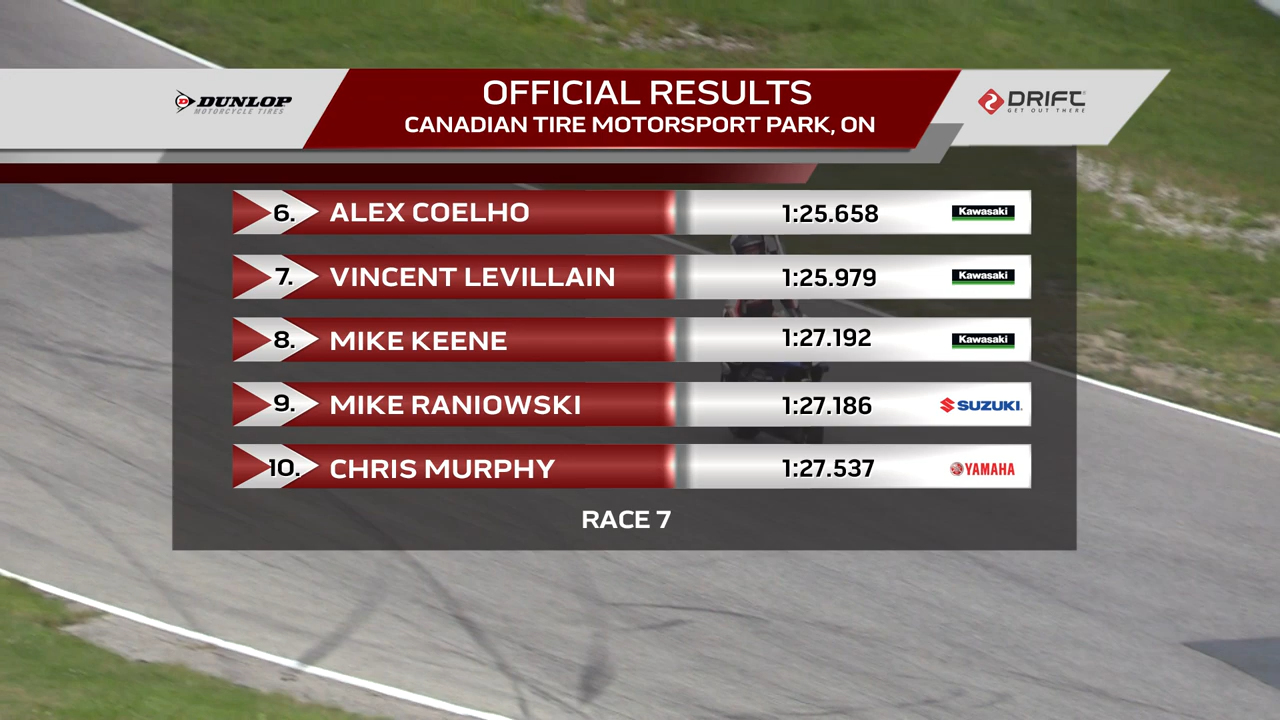 DUNLOP
MOTORCYCLE TIRES
OFFICIAL RESULTS
CANADIAN TIRE MOTORSPORT PARK, ON
DRIFT
GET OUT THERE
6. ALEX COELHO 1:25.658 Kawasaki
7. VINCENT LEVILLAIN 1:25.979 Kawasaki
8. MIKE KEENE 1:27.192 Kawasaki
9. MIKE RANIOWSKI 1:27.186 SUZUKI
10. CHRIS MURPHY 1:27.537 YAMAHA
RACE 7